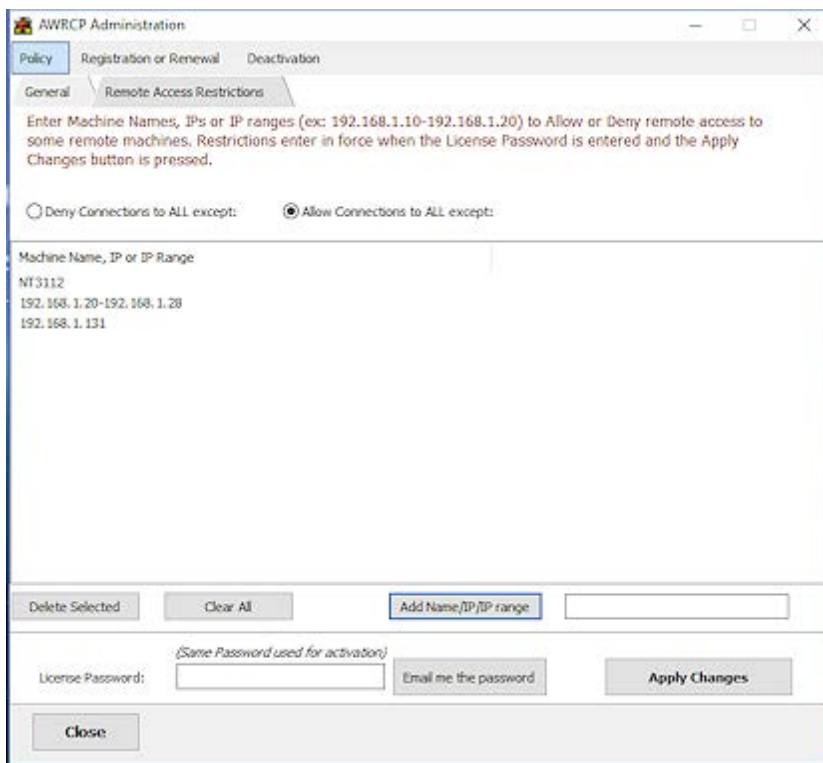 AWRCP Administration
Policy Registration or Renewal Deactivation
General Remote Access Restrictions
Enter Machine Names, IPs or IP ranges (ex: 192.168.1.10-192.168.1.20) to Allow or Deny remote access to
some remote machines. Restrictions enter in force when the License Password is entered and the Apply
Changes button is pressed.
Deny Connections to ALL except: Allow Connections to ALL except:
Machine Name, IP or IP Range
NT3112
192.168.1.20-192.168.1.28
192.168.1.131
Delete Selected Clear All Add Name/IP/IP range
(Same Password used for activation)
License Password: Email me the password Apply Changes
Close